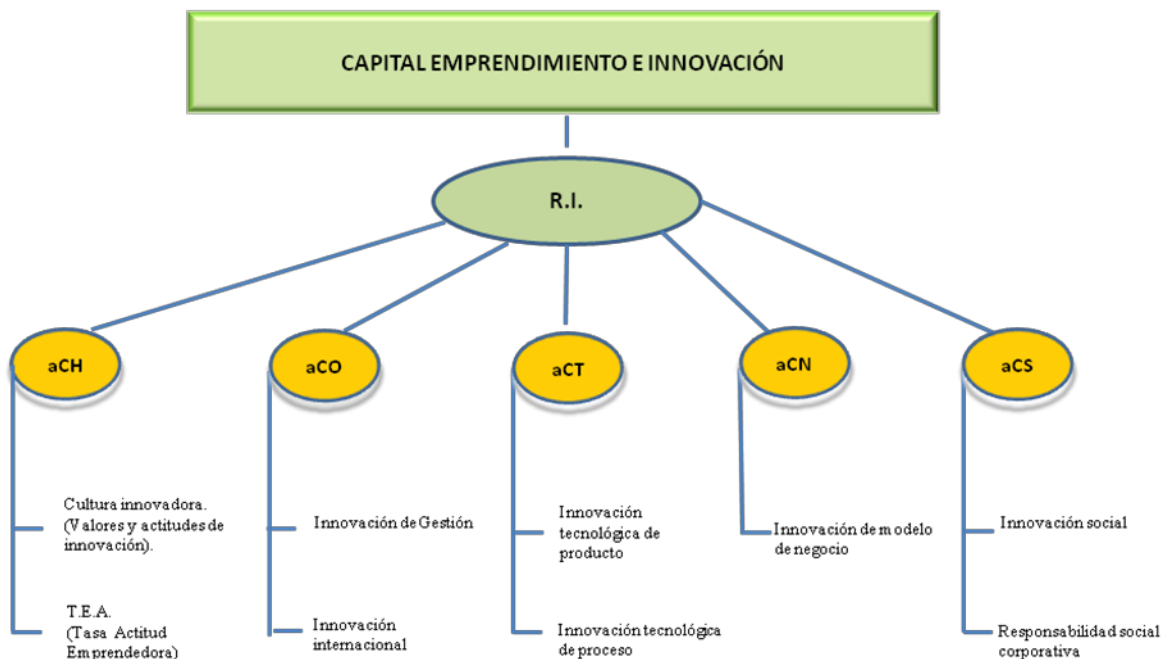 CAPITAL EMPRENDIMIENTO E INNOVACIÓN
R.I.
aCH
aCO
aCT
aCN
aCS
Cultura innovadora.
(Valores y actitudes de
innovación).
T.E.A.
(Tasa Actitud
Emprendedora)
Innovación de Gestión
Innovación
internacional
Innovación
tecnológica de
producto
Innovación tecnológica
de proceso
Innovación de modelo
de negocio
Innovación social
Responsabilidad social
corporativa